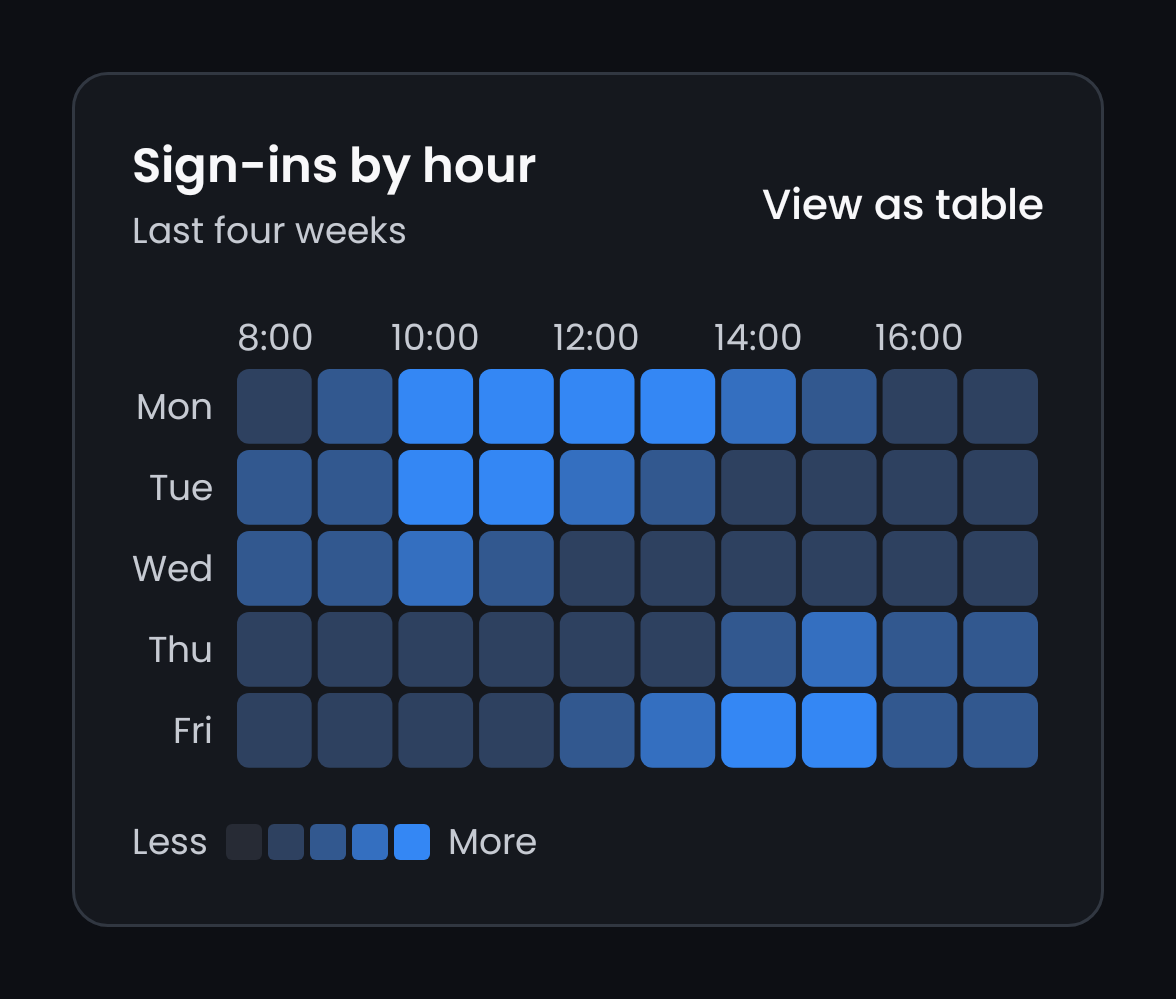 Sign-ins by hour
Last four weeks
View as table
8:00 10:00 12:00 14:00 16:00
Mon
Tue
Wed
Thu
Fri
Less More